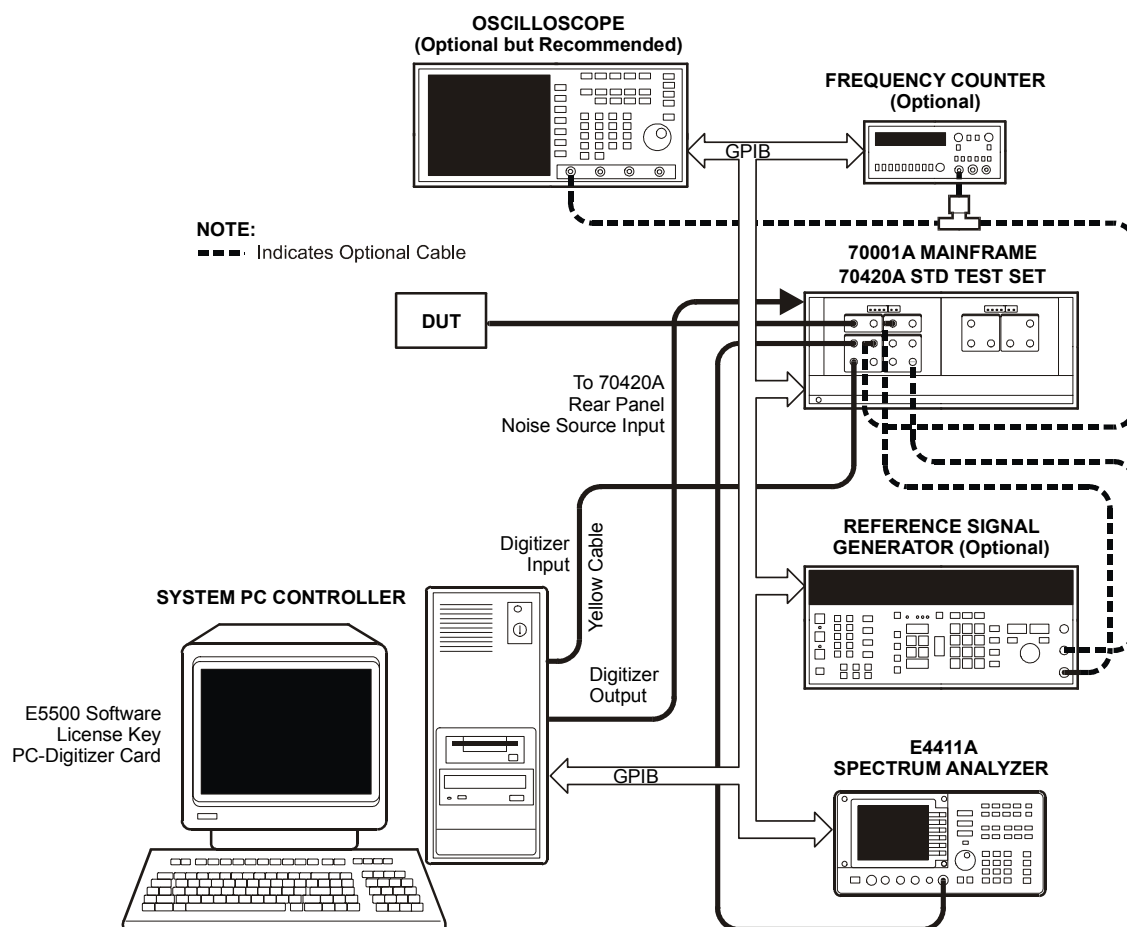 OSCILLOSCOPE
(Optional but Recommended)
FREQUENCY COUNTER
(Optional)
GPIB
NOTE:
Indicates Optional Cable
70001A MAINFRAME
70420A STD TEST SET
DUT
To 70420A
Rear Panel
Noise Source Input
REFERENCE SIGNAL
GENERATOR (Optional)
Digitizer
Input
Yellow Cable
SYSTEM PC CONTROLLER
Digitizer
Output
E5500 Software
License Key
PC-Digitizer Card
GPIB
E4411A
SPECTRUM ANALYZER